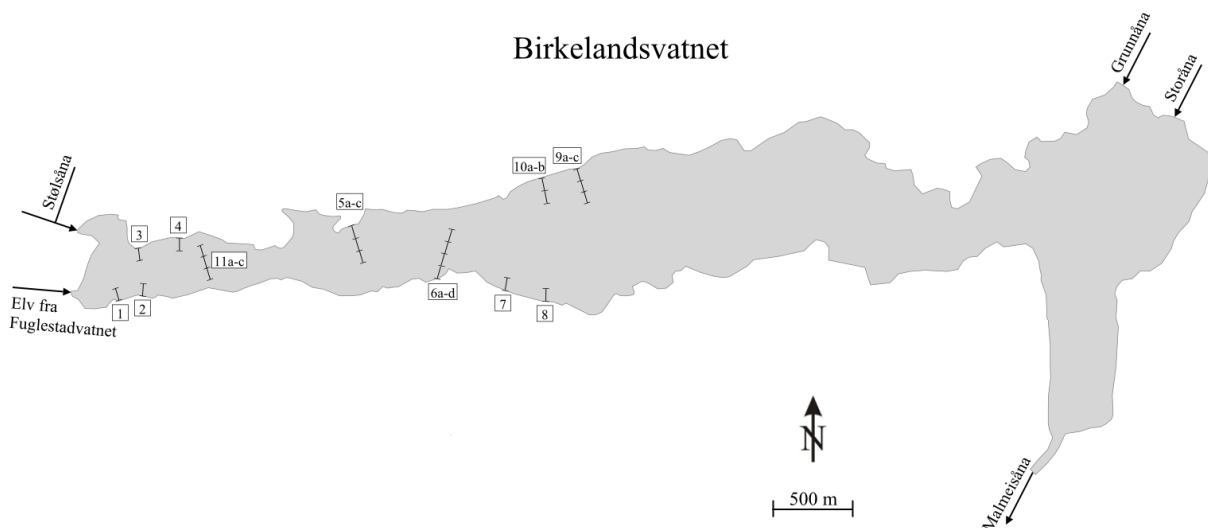 Birkelandsvatnet
Grunnåna
Storåna
Stølsåna
10a-b
9a-c
5a-c
3
4
11a-c
Elv fra
Fuglestadvatnet
1
2
6a-d
7
8
N
500 m
Malmeisåna